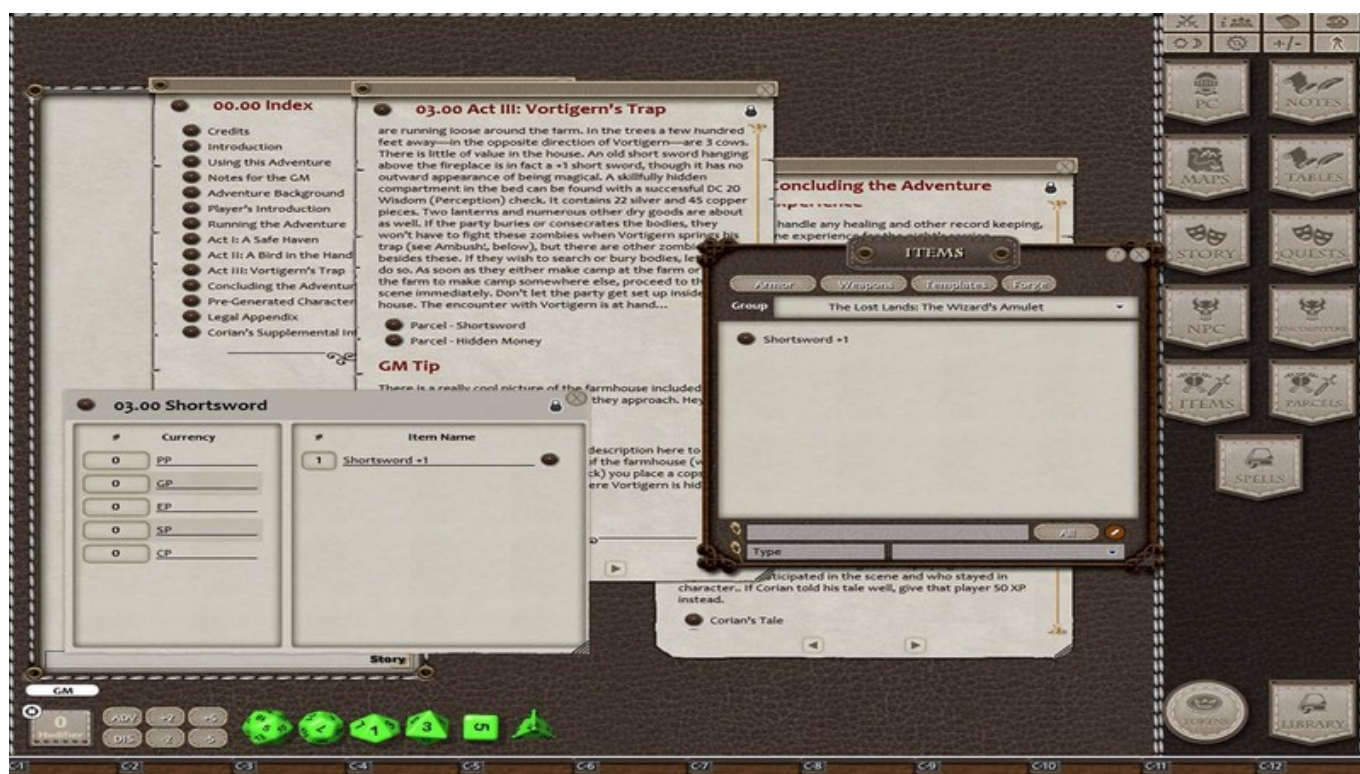 00.00 Index
Credits
Introduction
Using this Adventure
Notes for the GM
Adventure Background
Player's Introduction
Running the Adventure
Act I: A Safe Haven
Act II: A Bird in the Hand
Act III: Vortigern's Trap
Concluding the Adventur
Pre-Generated Character
Legal Appendix
Corian's Supplemental In
03.00 Act III: Vortigern's Trap
are running loose around the farm. In the trees a few hundred
feet away—in the opposite direction of Vortigern—are 3 cows.
There is little of value in the house. An old short sword hanging
above the fireplace is in fact a +1 short sword, though it has no
outward appearance of being magical. A skillfully hidden
compartment in the bed can be found with a successful DC 20
Wisdom (Perception) check. It contains 22 silver and 45 copper
pieces. Two lanterns and numerous other dry goods are about
as well. If the party buries or consecrates the bodies, they
won't have to fight these zombies when Vortigern springs his
trap (see Ambush!, below), but there are other zombi
besides these. If they wish to search or bury bodies, le
do so. As soon as they either make camp at the farm or
the farm to make camp somewhere else, proceed to th
scene immediately. Don't let the party get set up inside
house. The encounter with Vortigern is at hand...
Parcel - Shortsword
Parcel - Hidden Money
GM Tip
There is a really cool picture of the farmhouse included
they approach. Hey
description here to
of the farmhouse (w
ck) you place a cops
ere Vortigern is hid
Concluding the Adventure
handle any healing and other record keeping,
ITEMS
Armor Weapons Templates Forge
Group The Lost Lands: The Wizard's Amulet
Shortsword +1
All
Type
ticipated in the scene and who stayed in
character.. If Corian told his tale well, give that player 50 XP
instead.
Corian's Tale
03.00 Shortsword
# Currency
0 PP
0 GP
0 EP
0 SP
0 CP
# Item Name
1 Shortsword +1
Story
GM
0
Modifier
ADV +2 +5
DIS -2 -5
PC NOTES
MAPS TABLES
STORY QUESTS
NPC ENCOUNTERS
ITEMS PARCELS
SPELLS
TOKENS LIBRARY
+/-
C-1 C-2 C-3 C-4 C-5 C-6 C-7 C-8 C-9 C-10 C-11 C-12